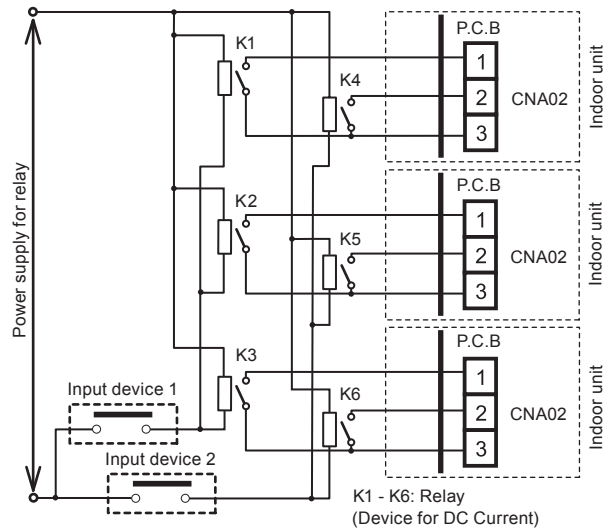 K1
P.C.B
1
K4
2
CNA02
3
Indoor unit
Power supply for relay
K2
P.C.B
1
K5
2
CNA02
3
Indoor unit
K3
P.C.B
1
Input device 1
K6
2
CNA02
3
Indoor unit
Input device 2
K1 - K6: Relay
(Device for DC Current)